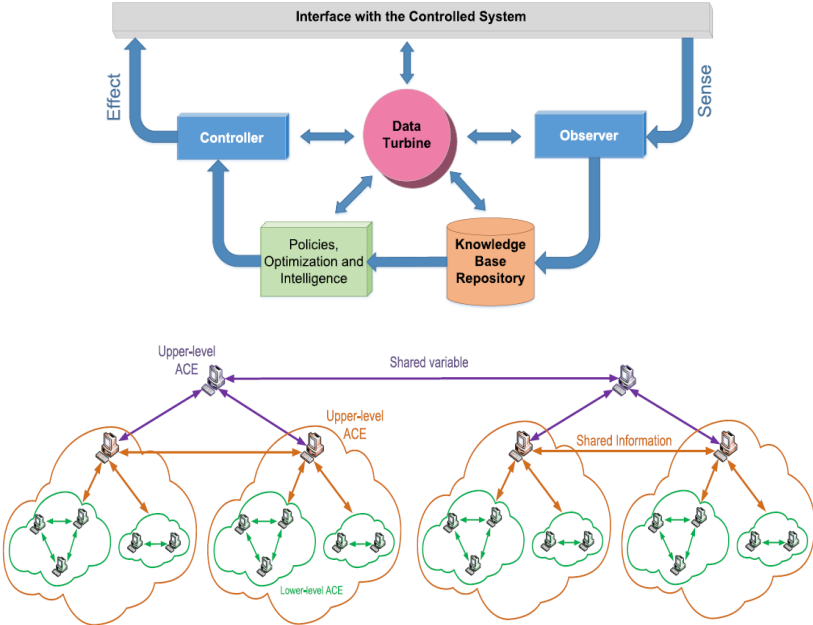 Interface with the Controlled System
Effect
Sense
Controller
Data
Turbine
Observer
Policies,
Optimization and
Intelligence
Knowledge
Base
Repository
Upper-level
ACE
Shared variable
Upper-level
ACE
Shared Information
Lower-level ACE